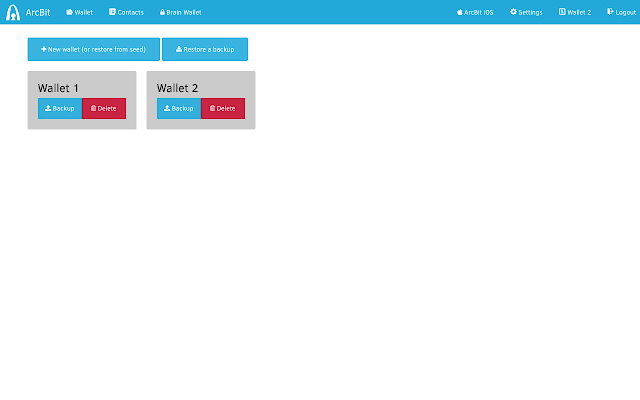 ArcBit Wallet Contacts Brain Wallet ArcBit iOS Settings Wallet 2 Logout
New wallet (or restore from seed) Restore a backup
Wallet 1 Wallet 2
Backup Delete Backup Delete